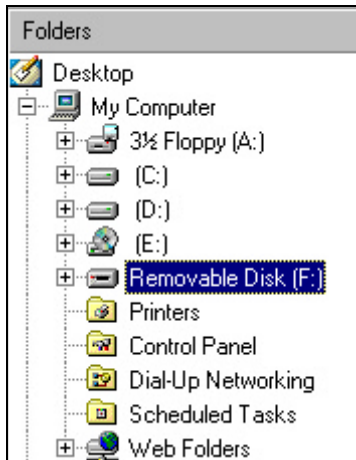 Folders
Desktop
My Computer
3½ Floppy (A:)
(C:)
(D:)
(E:)
Removable Disk (F:)
Printers
Control Panel
Dial-Up Networking
Scheduled Tasks
Web Folders